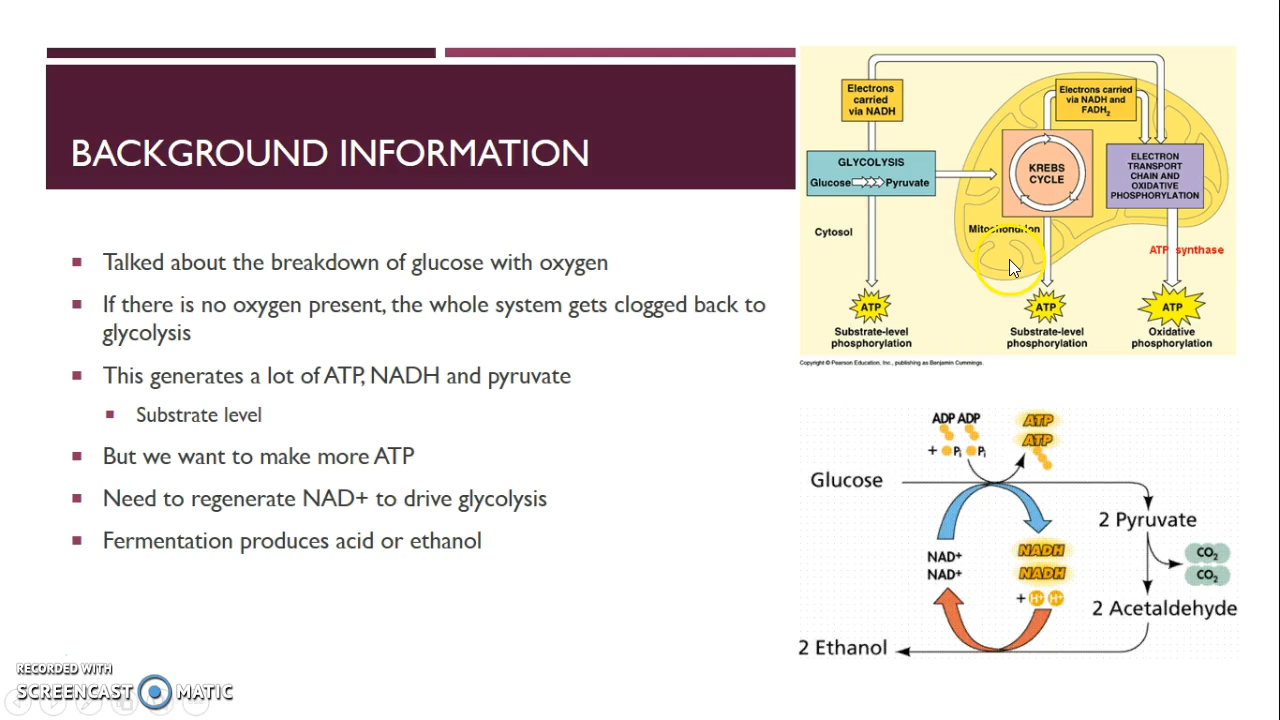 BACKGROUND INFORMATION
Talked about the breakdown of glucose with oxygen
If there is no oxygen present, the whole system gets clogged back to
glycolysis
This generates a lot of ATP, NADH and pyruvate
Substrate level
But we want to make more ATP
Need to regenerate NAD+ to drive glycolysis
Fermentation produces acid or ethanol
Electrons
carried
via NADH
Electrons carried
via NADH and
FADH2
GLYCOLYSIS
Glucose Pyruvate
KREBS
CYCLE
ELECTRON
TRANSPORT
CHAIN AND
OXIDATIVE
PHOSPHORYLATION
Cytosol
Mitochondrion
ATP synthase
ATP
Substrate-level
phosphorylation
ATP
Substrate-level
phosphorylation
ATP
Oxidative
phosphorylation
Copyright © Pearson Education, Inc., publishing as Benjamin Cummings.
ADP ADP
+ Pi Pi
ATP
ATP
Glucose
2 Pyruvate
NAD+
NAD+
NADH
NADH
+ H+ H+
CO2
CO2
2 Acetaldehyde
2 Ethanol
RECORDED WITH
SCREENCAST MATIC